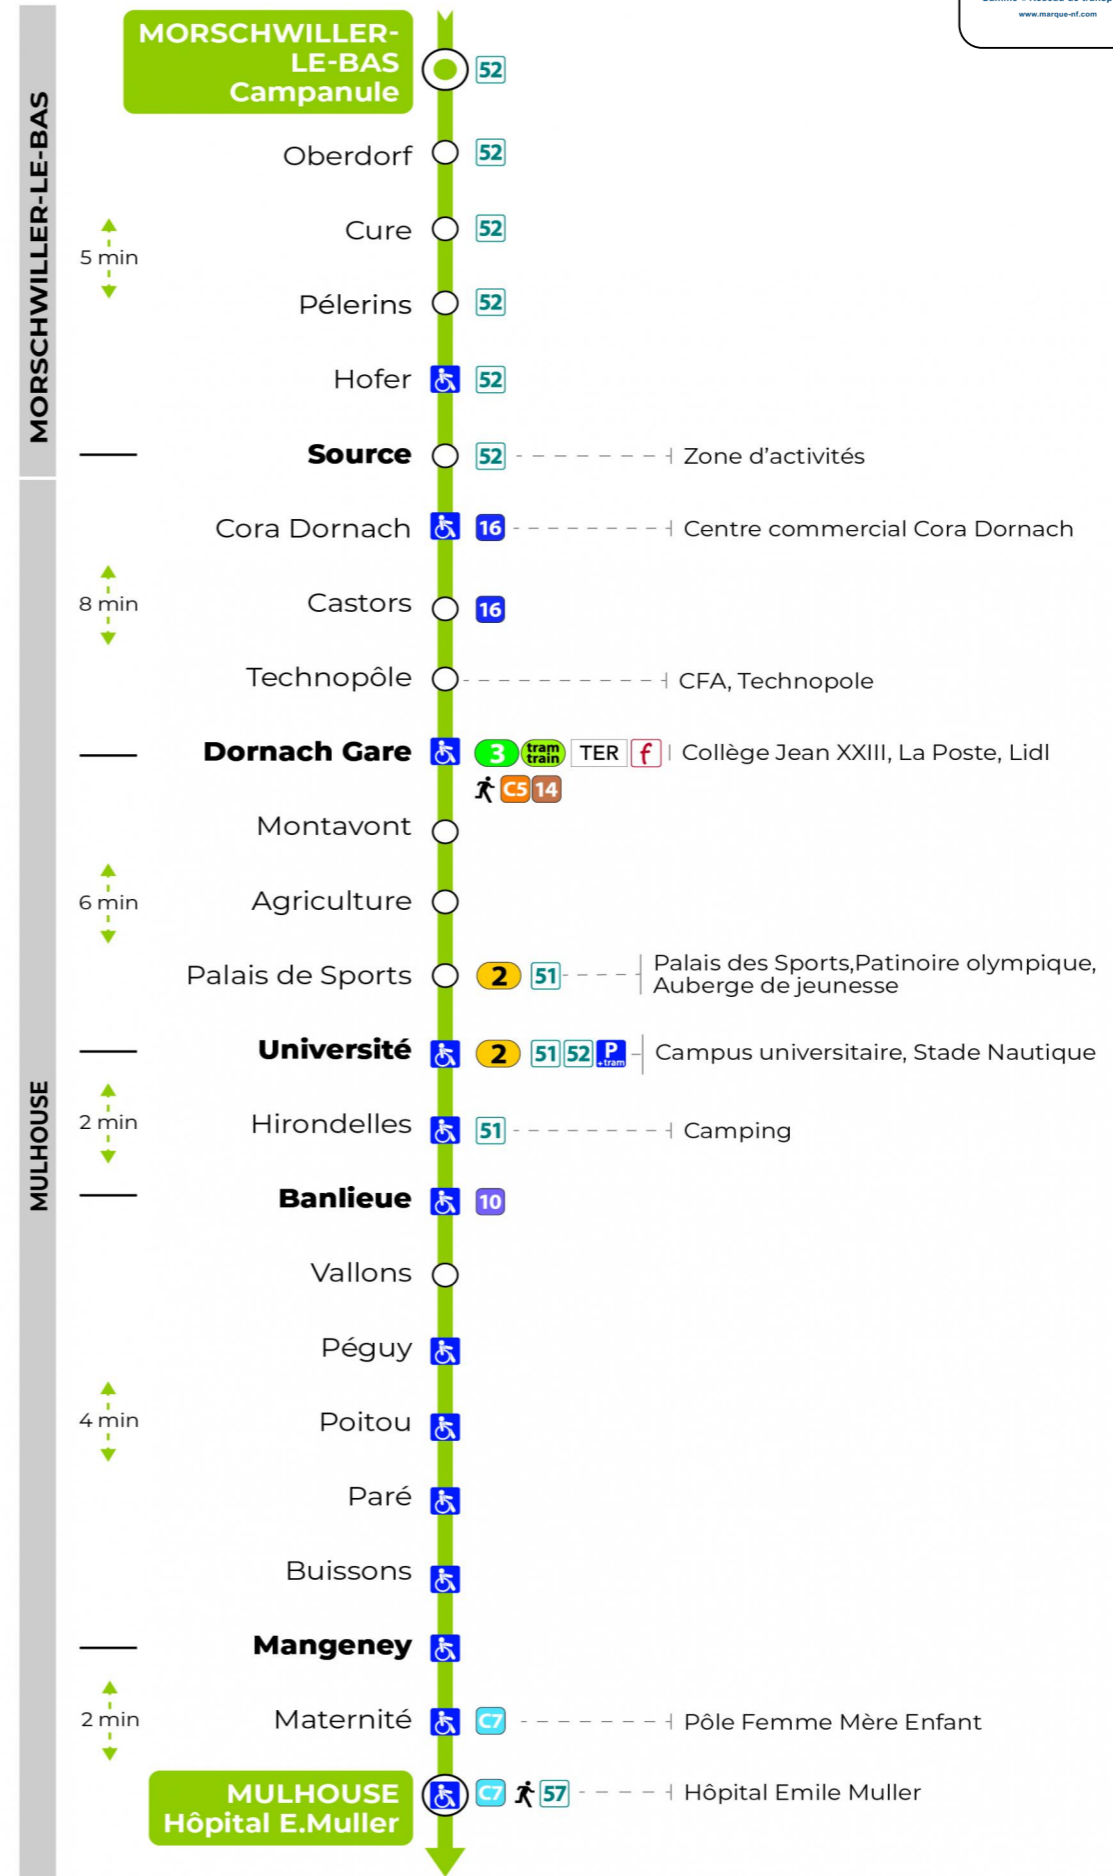 www.marque-nf.com
MORSCHWILLER-LE-BAS
MORSCHWILLER-
LE-BAS
Campanule
52
Oberdorf 52
Cure 52
5 min
Pélerins 52
Hofer 52
Source 52 Zone d'activités
MULHOUSE
Cora Dornach 16 Centre commercial Cora Dornach
Castors 16
8 min
Technopôle CFA, Technopole
Dornach Gare 3 tram train TER f Collège Jean XXIII, La Poste, Lidl
C5 14
Montavont
Agriculture
6 min
Palais de Sports 2 51 Palais des Sports,Patinoire olympique,
Auberge de jeunesse
Université 2 51 52 P +tram Campus universitaire, Stade Nautique
2 min
Hirondelles 51 Camping
Banlieue 10
Vallons
Péguy
4 min
Poitou
Paré
Buissons
Mangeney
2 min
Maternité C7 Pôle Femme Mère Enfant
MULHOUSE
Hôpital E.Muller
C7 57 Hôpital Emile Muller